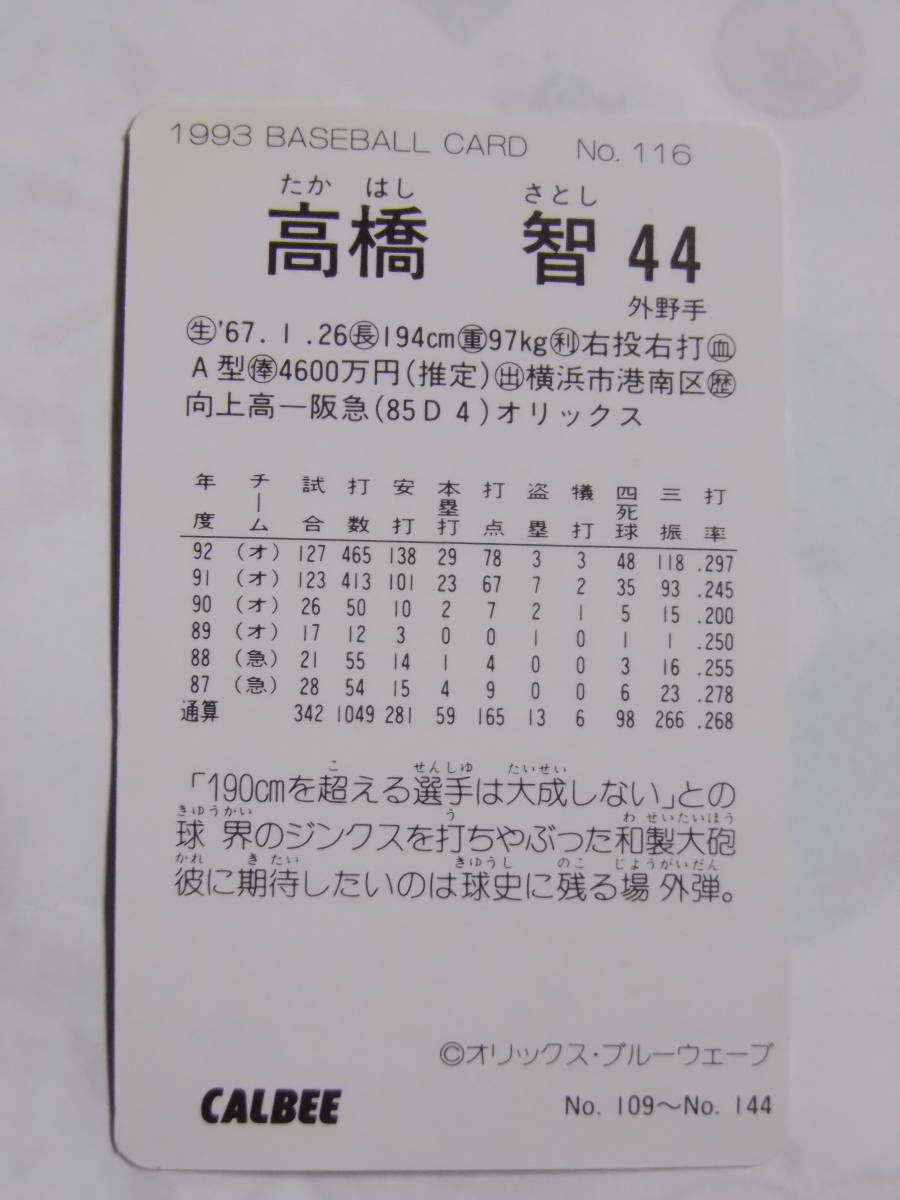 1993 BASEBALL CARD No. 116
たか はし さとし
高橋 智 44
外野手
㊤'67.1.26㊤194cm㊤97kg㊤右投右打㊤
A型㊤4600万円(推定)㊤横浜市港南区㊤
向上高―阪急(85D4)オリックス
年度 チーム 試合 打数 安打 本塁打 打点 盗塁 犠打 四死球 三振 打率
92 (オ) 127 465 138 29 78 3 3 48 118 .297
91 (オ) 123 413 101 23 67 7 2 35 93 .245
90 (オ) 26 50 10 2 7 2 1 5 15 .200
89 (オ) 17 12 3 0 0 1 0 1 1 .250
88 (急) 21 55 14 1 4 0 0 3 16 .255
87 (急) 28 54 15 4 9 0 0 6 23 .278
通算 342 1049 281 59 165 13 6 98 266 .268
こ せんしゆ たいせい
「190cmを超える選手は大成しない」との
きゆうかい う わ せいたいほう
球界のジンクスを打ちやぶった和製大砲
かれ き たい きゆうし のこ じようがいだん
彼に期待したいのは球史に残る場外弾。
©オリックス・ブルーウェーブ
CALBEE No. 109～No. 144